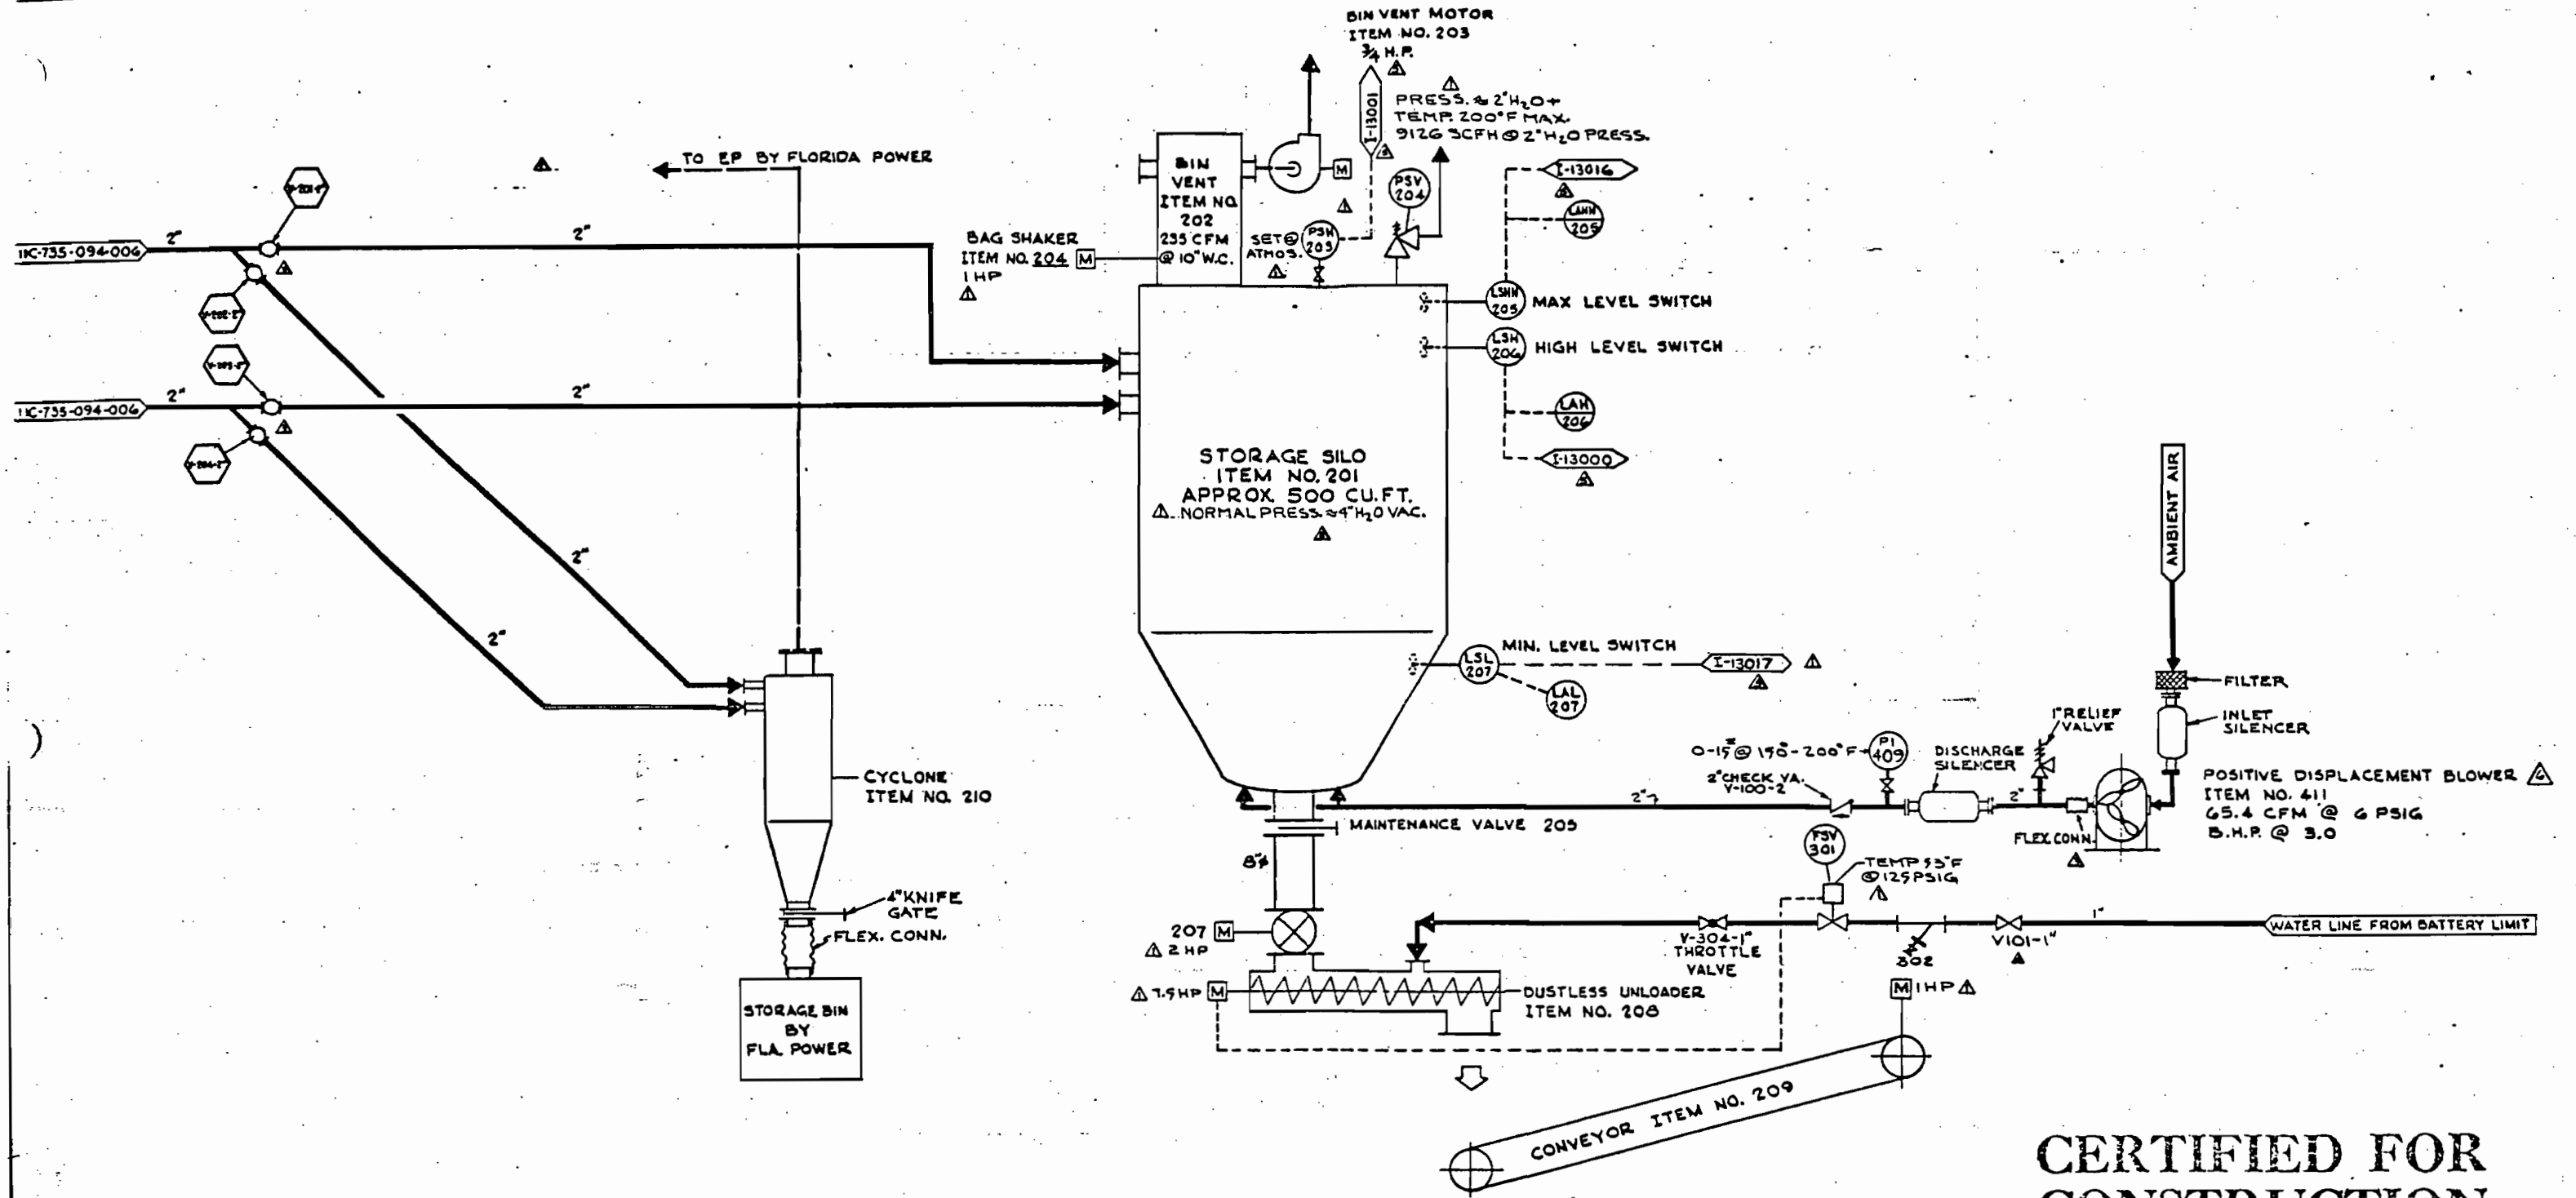 BIN VENT MOTOR
ITEM NO. 203
3/4 H.P.
I-13001
PRESS. ≈ 2"H₂O+
TEMP. 200°F MAX.
9126 SCFH @ 2"H₂O PRESS.
TO EP BY FLORIDA POWER
BIN
VENT
ITEM NO.
202
235 CFM
@ 10" W.C.
M
PSV
204
I-13016
LAHH
205
BAG SHAKER
ITEM NO. 204
1 HP
M
SET @
ATMOS.
PSH
203
11C-735-094-006
2"
2"
V-202-2"
LSHH
205
MAX LEVEL SWITCH
LSH
206
HIGH LEVEL SWITCH
11C-735-094-006
2"
2"
V-204-2"
LAH
206
I-13000
STORAGE SILO
ITEM NO. 201
APPROX. 500 CU.FT.
NORMAL PRESS. ≈4"H₂O VAC.
AMBIENT AIR
2"
2"
MIN. LEVEL SWITCH
LSL
207
I-13017
LAL
207
FILTER
INLET
SILENCER
1" RELIEF
VALVE
0-15# @ 150°-200°F
PI
409
DISCHARGE
SILENCER
2" CHECK VA.
V-100-2"
2"
2"
FLEX.CONN.
POSITIVE DISPLACEMENT BLOWER
ITEM NO. 411
65.4 CFM @ 6 PSIG
B.H.P. @ 3.0
CYCLONE
ITEM NO. 210
MAINTENANCE VALVE 205
8"ϕ
FSV
301
TEMP 53°F
@ 125 PSIG
4" KNIFE
GATE
FLEX. CONN.
207
M
2 HP
V-304-1"
THROTTLE
VALVE
302
V101-1"
1"
WATER LINE FROM BATTERY LIMIT
7.5 HP
M
DUSTLESS UNLOADER
ITEM NO. 208
M
1 HP
STORAGE BIN
BY
FLA. POWER
CONVEYOR ITEM NO. 209
CERTIFIED FOR
CONSTRUCTION